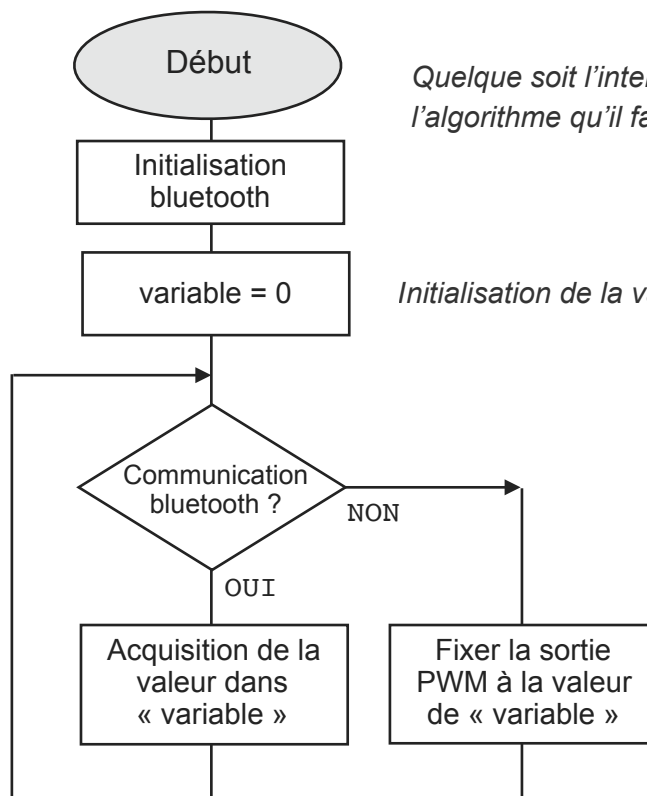 Début
Quelque soit l'inte
l'algorithme qu'il fa
Initialisation
bluetooth
variable = 0
Initialisation de la v
Communication
bluetooth ?
NON
OUI
Acquisition de la
valeur dans
« variable »
Fixer la sortie
PWM à la valeur
de « variable »